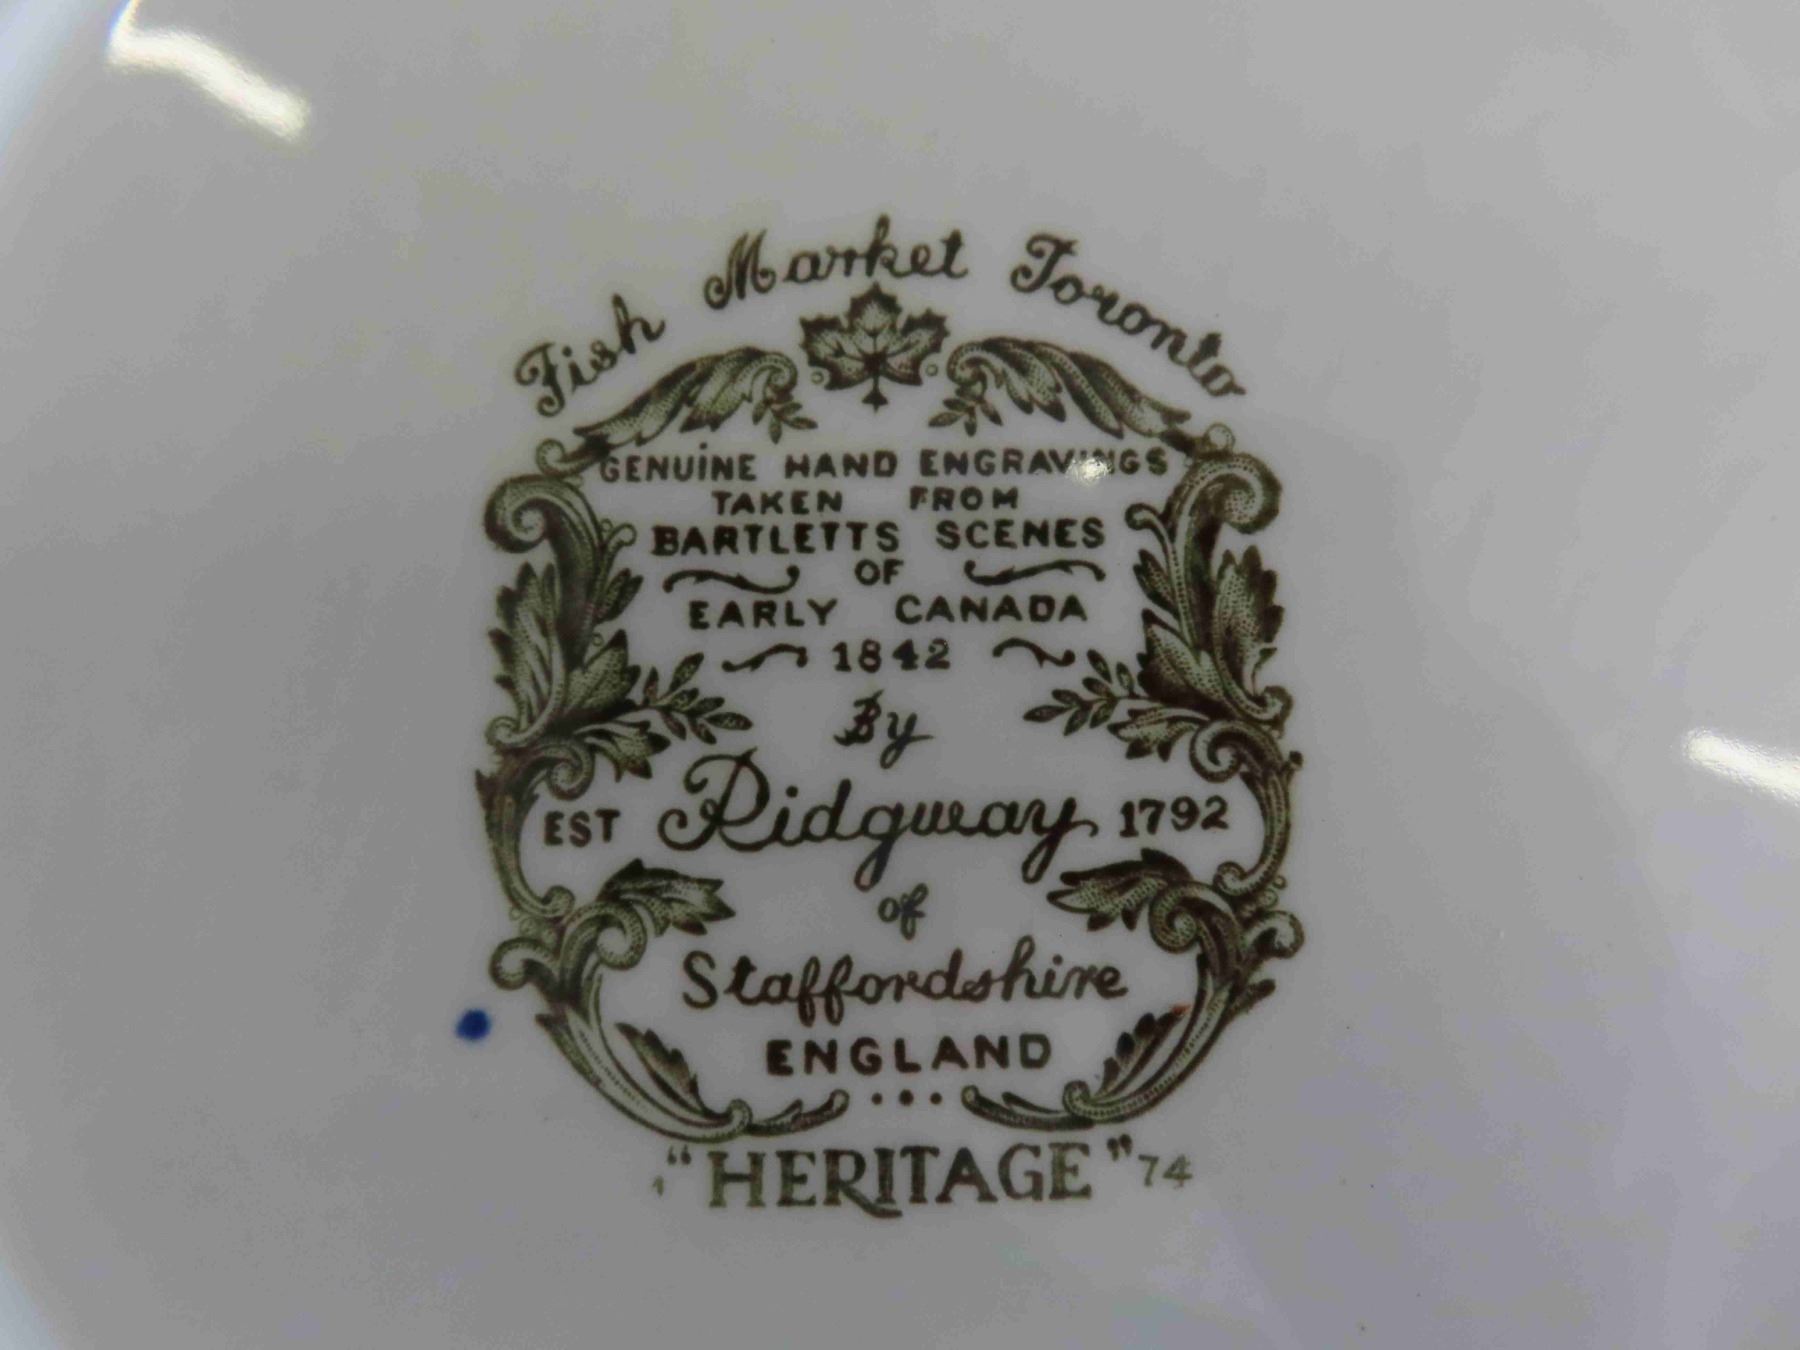 Fish Market Toronto
GENUINE HAND ENGRAVINGS
TAKEN FROM
BARTLETTS SCENES
OF
EARLY CANADA
1842
By
EST Ridgway 1792
of
Staffordshire
ENGLAND
"HERITAGE" 74